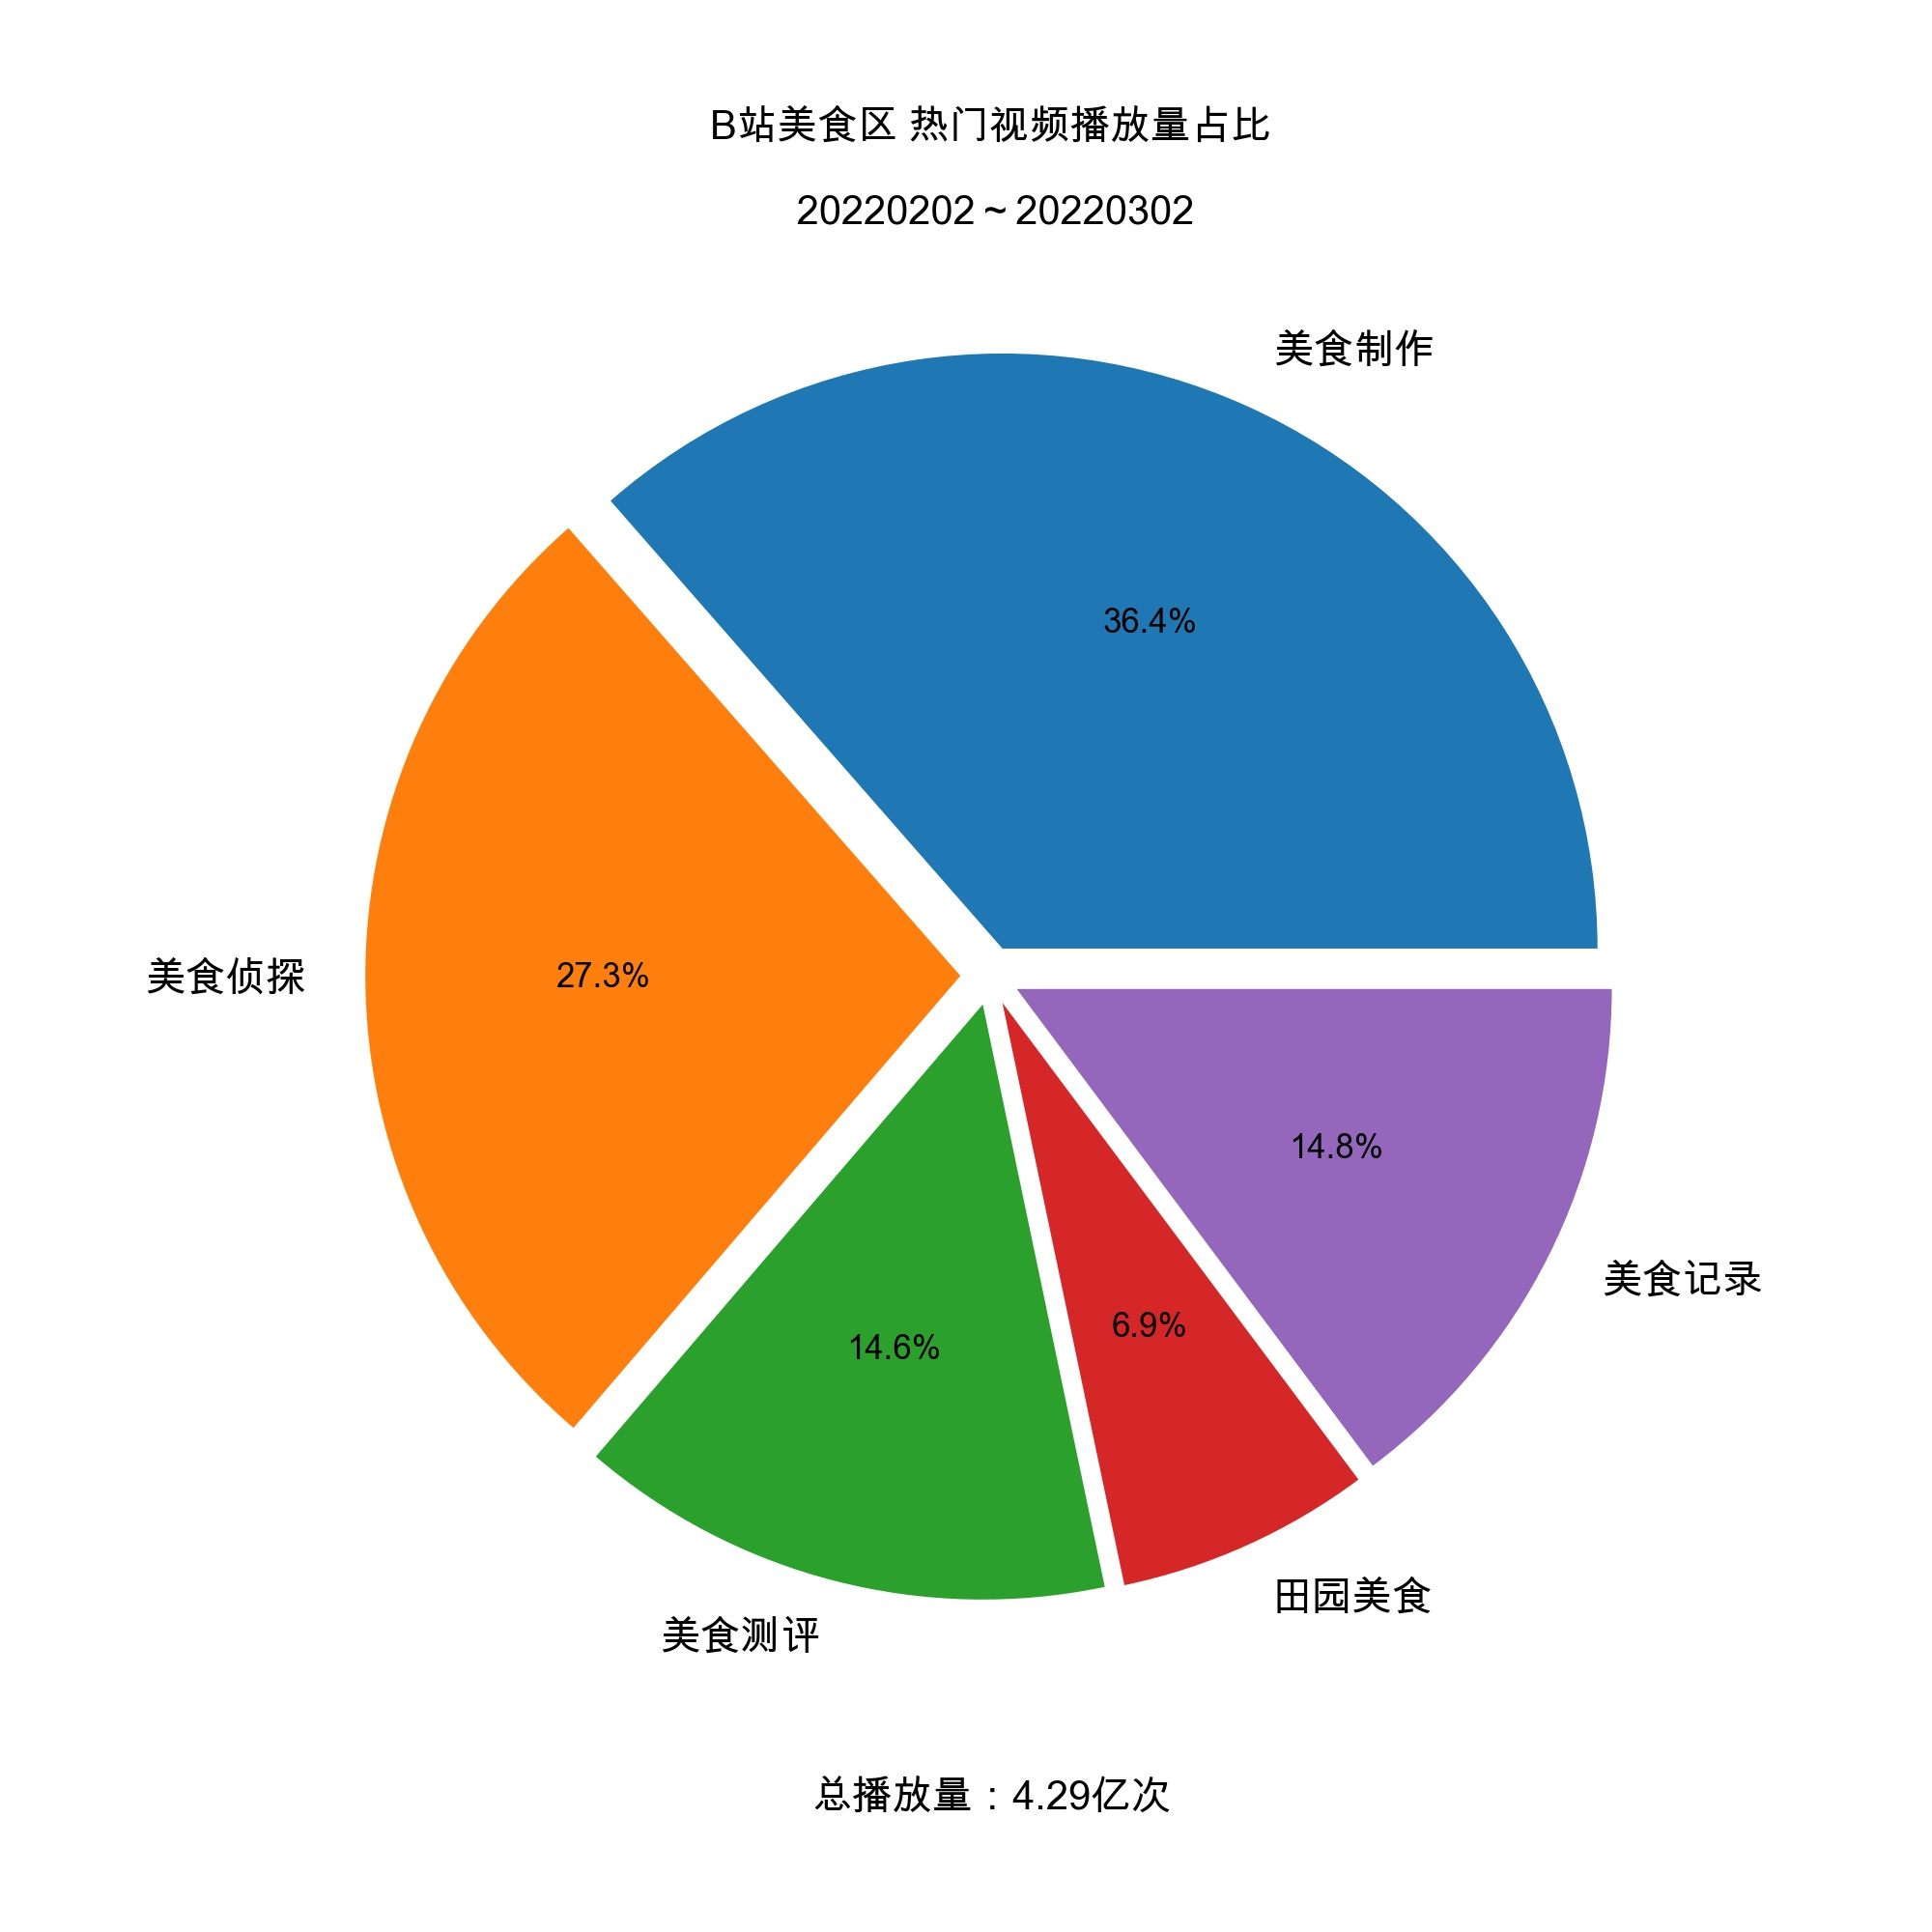 B站美食区 热门视频播放量占比
20220202 ~ 20220302
美食制作
36.4%
美食侦探
27.3%
14.8%
美食记录
14.6%
6.9%
田园美食
美食测评
总播放量：4.29亿次